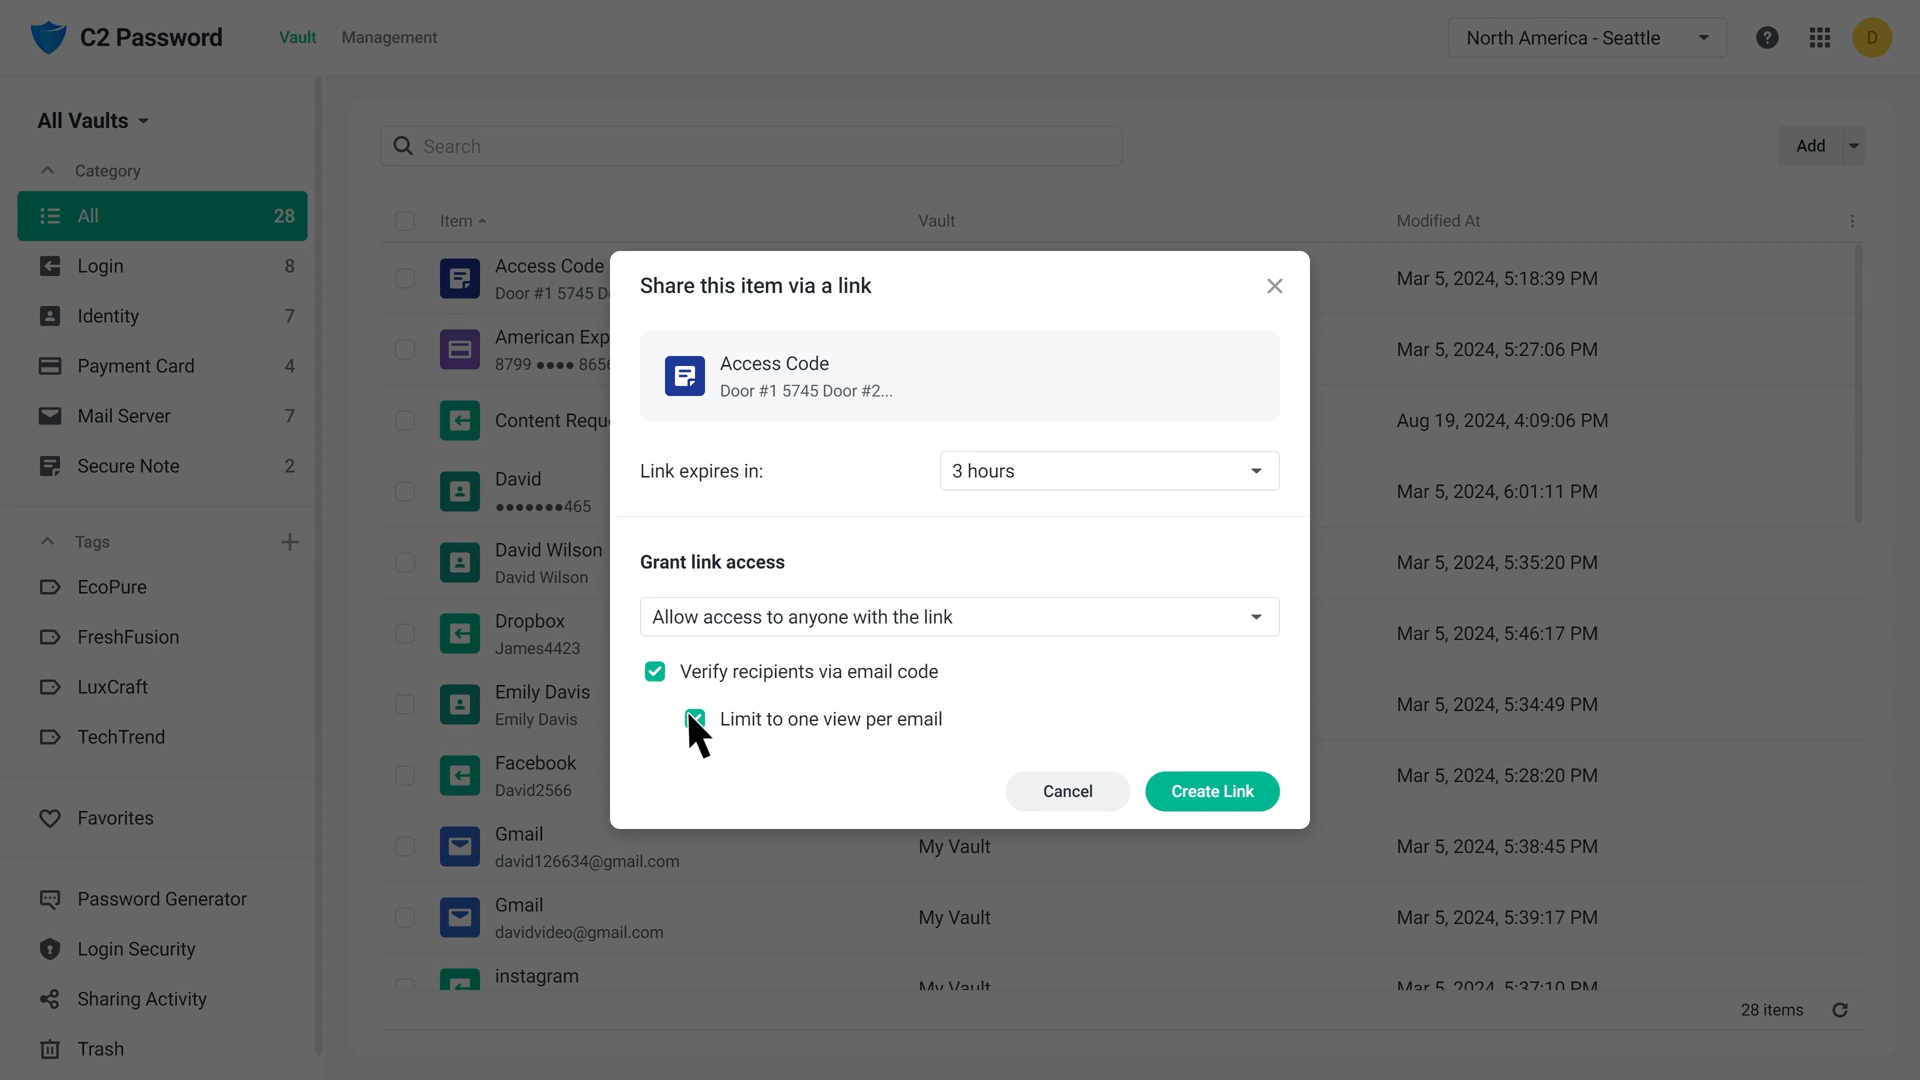 C2 Password
Vault
Management
North America - Seattle
D
All Vaults
Category
All 28
Login 8
Identity 7
Payment Card 4
Mail Server 7
Secure Note 2
Tags
EcoPure
FreshFusion
LuxCraft
TechTrend
Favorites
Password Generator
Login Security
Sharing Activity
Trash
Search
Add
Item Vault Modified At
Access Code
Door #1 5745 D
Mar 5, 2024, 5:18:39 PM
American Exp
8799 •••• 8656
Mar 5, 2024, 5:27:06 PM
Content Requ
Aug 19, 2024, 4:09:06 PM
David
•••••••465
Mar 5, 2024, 6:01:11 PM
David Wilson
David Wilson
Mar 5, 2024, 5:35:20 PM
Dropbox
James4423
Mar 5, 2024, 5:46:17 PM
Emily Davis
Emily Davis
Mar 5, 2024, 5:34:49 PM
Facebook
David2566
Mar 5, 2024, 5:28:20 PM
Gmail
david126634@gmail.com
My Vault
Mar 5, 2024, 5:38:45 PM
Gmail
davidvideo@gmail.com
My Vault
Mar 5, 2024, 5:39:17 PM
instagram
My Vault
Mar 5, 2024, 5:37:10 PM
28 items
Share this item via a link
Access Code
Door #1 5745 Door #2...
Link expires in:
3 hours
Grant link access
Allow access to anyone with the link
Verify recipients via email code
Limit to one view per email
Cancel
Create Link